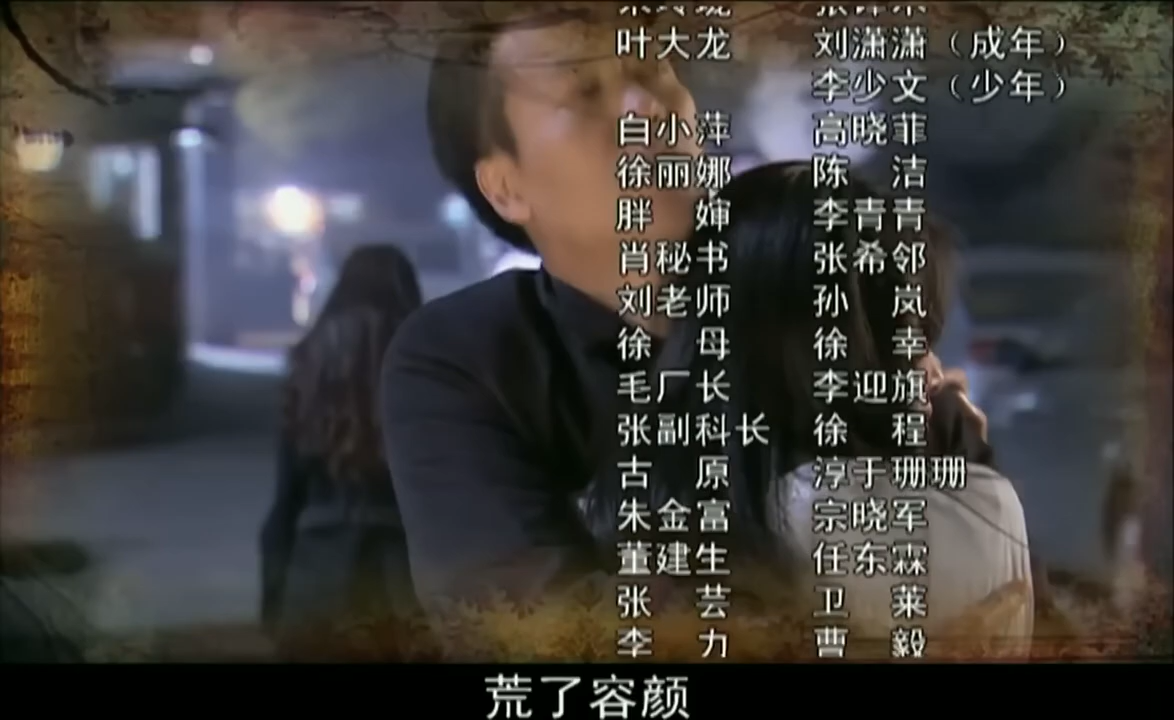 叶大龙 刘潇潇（成年）
李少文（少年）
白小萍 高晓菲
徐丽娜 陈 洁
胖 婶 李青青
肖秘书 张希邻
刘老师 孙 岚
徐 母 徐 幸
毛厂长 李迎旗
张副科长 徐 程
古 原 淳于珊珊
朱金富 宗晓军
董建生 任东霖
张 芸 卫 莱
李 力 曹 毅
荒了容颜